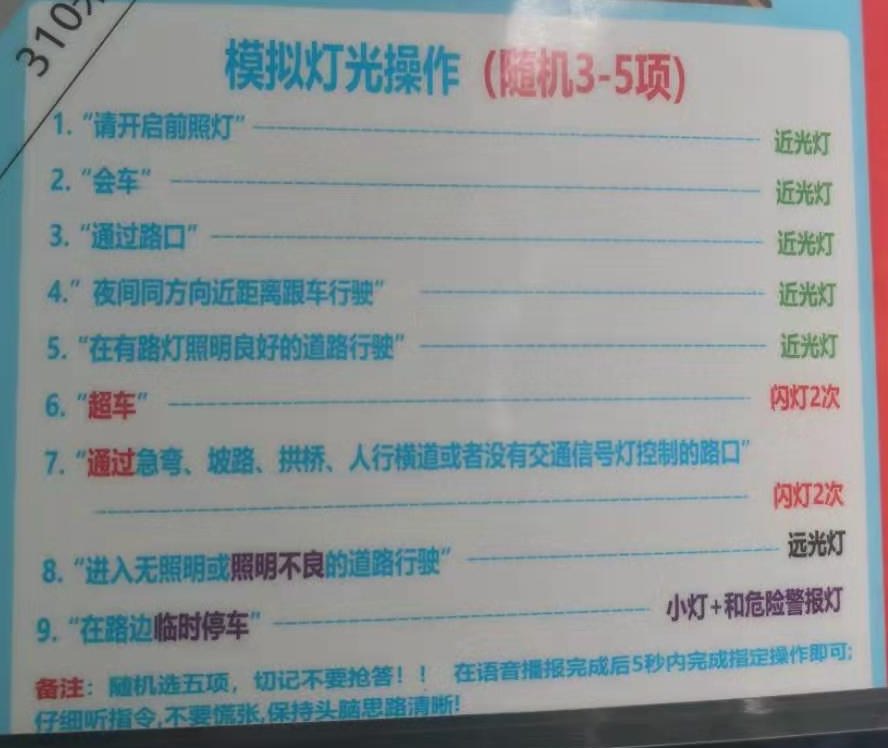 310米
模拟灯光操作 (随机3-5项)
1. “请开启前照灯” 近光灯
2. “会车” 近光灯
3. “通过路口” 近光灯
4.” 夜间同方向近距离跟车行驶” 近光灯
5. “在有路灯照明良好的道路行驶” 近光灯
6. “超车” 闪灯2次
7. “通过急弯、坡路、拱桥、人行横道或者没有交通信号灯控制的路口”
闪灯2次
8. “进入无照明或照明不良的道路行驶” 远光灯
9. “在路边临时停车” 小灯+和危险警报灯
备注：随机选五项，切记不要抢答！！ 在语音播报完成后5秒内完成指定操作即可;
仔细听指令,不要慌张,保持头脑思路清晰!